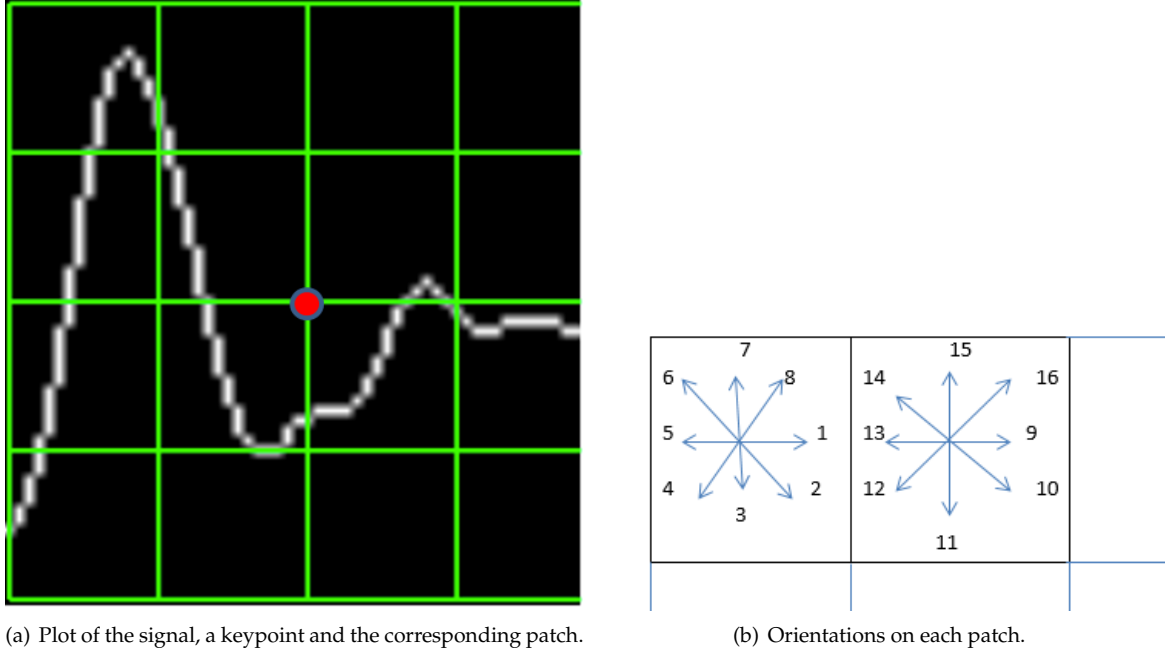 7 15
6 8 14 16
5 1 13 9
4 2 12 10
3
11
(a) Plot of the signal, a keypoint and the corresponding patch. (b) Orientations on each patch.